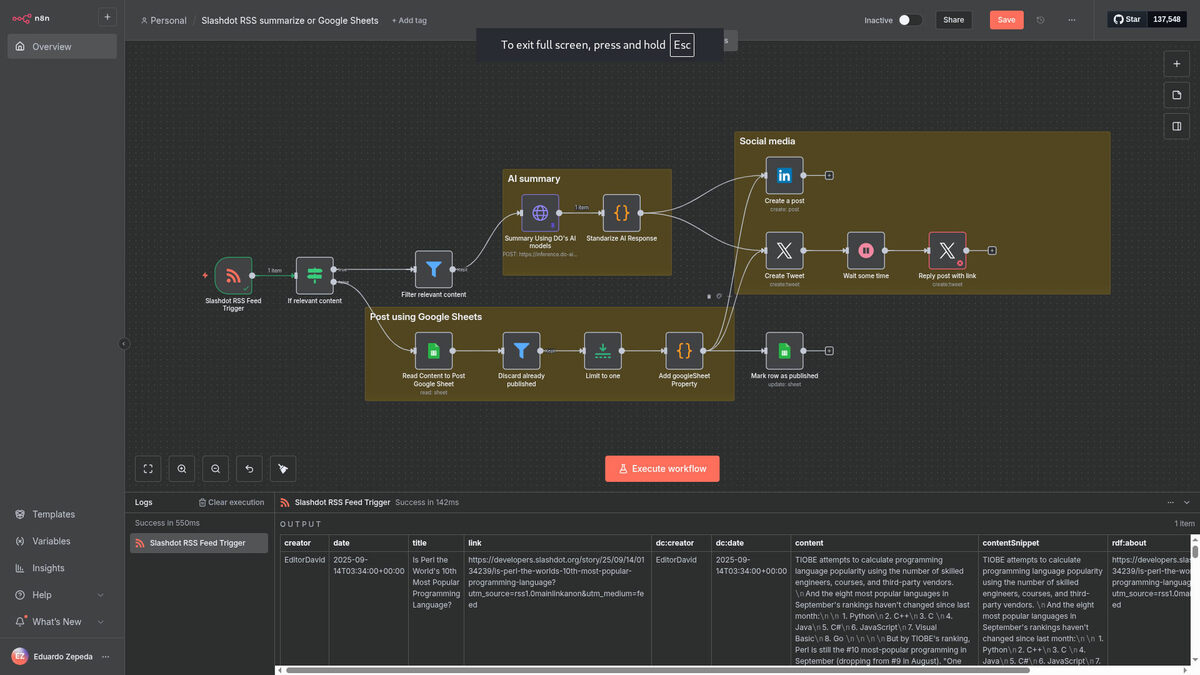 n8n
Personal / Slashdot RSS summarize or Google Sheets + Add tag
Inactive
Share
Save
Star 137,548
Overview
To exit full screen, press and hold Esc
Social media
Create a post
create: post
AI summary
1 item
Summary Using DO's AI
models
POST: https://inference.do-ai...
Standarize AI Response
Create Tweet
create:tweet
Wait some time
Reply post with link
create:tweet
1 item
Slashdot RSS Feed
Trigger
If relevant content
Filter relevant content
Post using Google Sheets
Read Content to Post
Google Sheet
read: sheet
Discard already
published
Limit to one
Add googleSheet
Property
Mark row as published
update: sheet
Execute workflow
Templates
Variables
Insights
Help
What's New
EZ Eduardo Zepeda
Logs
Clear execution
Success in 550ms
Slashdot RSS Feed Trigger
Slashdot RSS Feed Trigger Success in 142ms
OUTPUT
1 item
creator date title link dc:creator dc:date content contentSnippet rdf:about
EditorDavid
2025-09-
14T03:34:00+00:00
Is Perl the
World's 10th
Most Popular
Programming
Language?
https://developers.slashdot.org/story/25/09/14/01
34239/is-perl-the-worlds-10th-most-popular-
programming-language?
utm_source=rss1.0mainlinkanon&utm_medium=fe
ed
EditorDavid
2025-09-
14T03:34:00+00:00
TIOBE attempts to calculate programming
language popularity using the number of skilled
engineers, courses, and third-party vendors.
\n And the eight most popular languages in
September's rankings haven't changed since last
month:\n \n 1. Python\n 2. C++\n 3. C \n 4.
Java\n 5. C#\n 6. JavaScript\n 7. Visual
Basic\n 8. Go \n \n \n \n But by TIOBE's ranking,
Perl is still the #10 most-popular programming in
September (dropping from #9 in August). "One
TIOBE attempts to calculate
programming language popularity
using the number of skilled
engineers, courses, and third-
party vendors. \n And the eight
most popular languages in
September's rankings haven't
changed since last month:\n \n 1.
Python\n 2. C++\n 3. C \n 4.
Java\n 5. C#\n 6. JavaScript\n 7.
https://developers.slas
34239/is-perl-the-wo
programming-languag
utm_source=rss1.0mai
ed